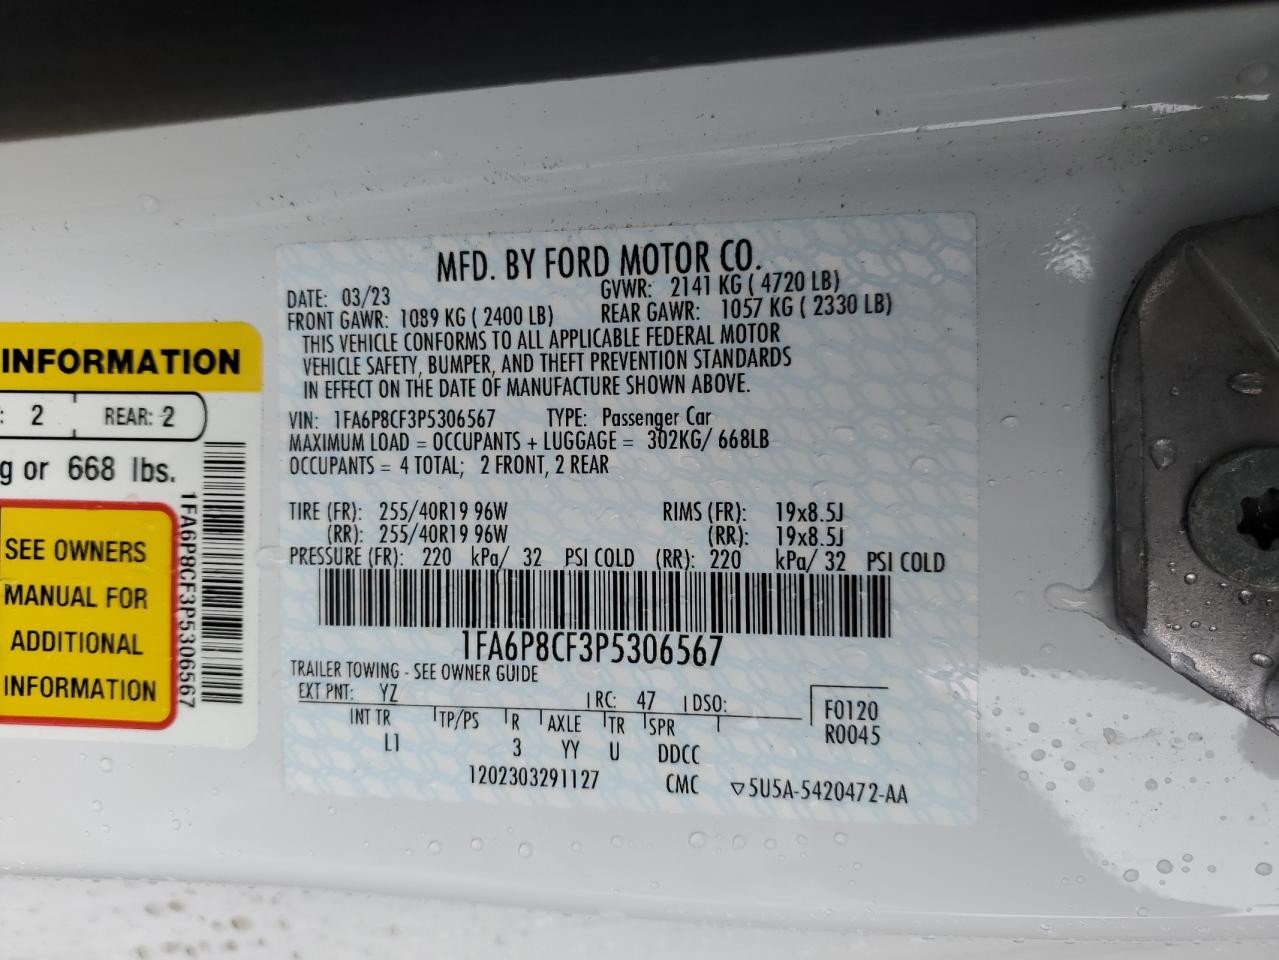 MFD. BY FORD MOTOR CO.
DATE: 03/23 GVWR: 2141 KG ( 4720 LB)
FRONT GAWR: 1089 KG ( 2400 LB) REAR GAWR: 1057 KG ( 2330 LB)
THIS VEHICLE CONFORMS TO ALL APPLICABLE FEDERAL MOTOR
VEHICLE SAFETY, BUMPER, AND THEFT PREVENTION STANDARDS
IN EFFECT ON THE DATE OF MANUFACTURE SHOWN ABOVE.
VIN: 1FA6P8CF3P5306567 TYPE: Passenger Car
MAXIMUM LOAD = OCCUPANTS + LUGGAGE = 302KG/ 668LB
OCCUPANTS = 4 TOTAL; 2 FRONT, 2 REAR
TIRE (FR): 255/40R19 96W RIMS (FR): 19x8.5J
(RR): 255/40R19 96W (RR): 19x8.5J
PRESSURE (FR): 220 kPa/ 32 PSI COLD (RR): 220 kPa/ 32 PSI COLD
1FA6P8CF3P5306567
TRAILER TOWING - SEE OWNER GUIDE
EXT PNT: YZ RC: 47 DSO:
INT TR TP/PS R AXLE TR SPR
L1 3 YY U DDCC
F0120
R0045
1202303291127 CMC ▽5U5A-5420472-AA
INFORMATION
: 2 REAR: 2
g or 668 lbs.
SEE OWNERS
MANUAL FOR
ADDITIONAL
INFORMATION
1FA6P8CF3P5306567